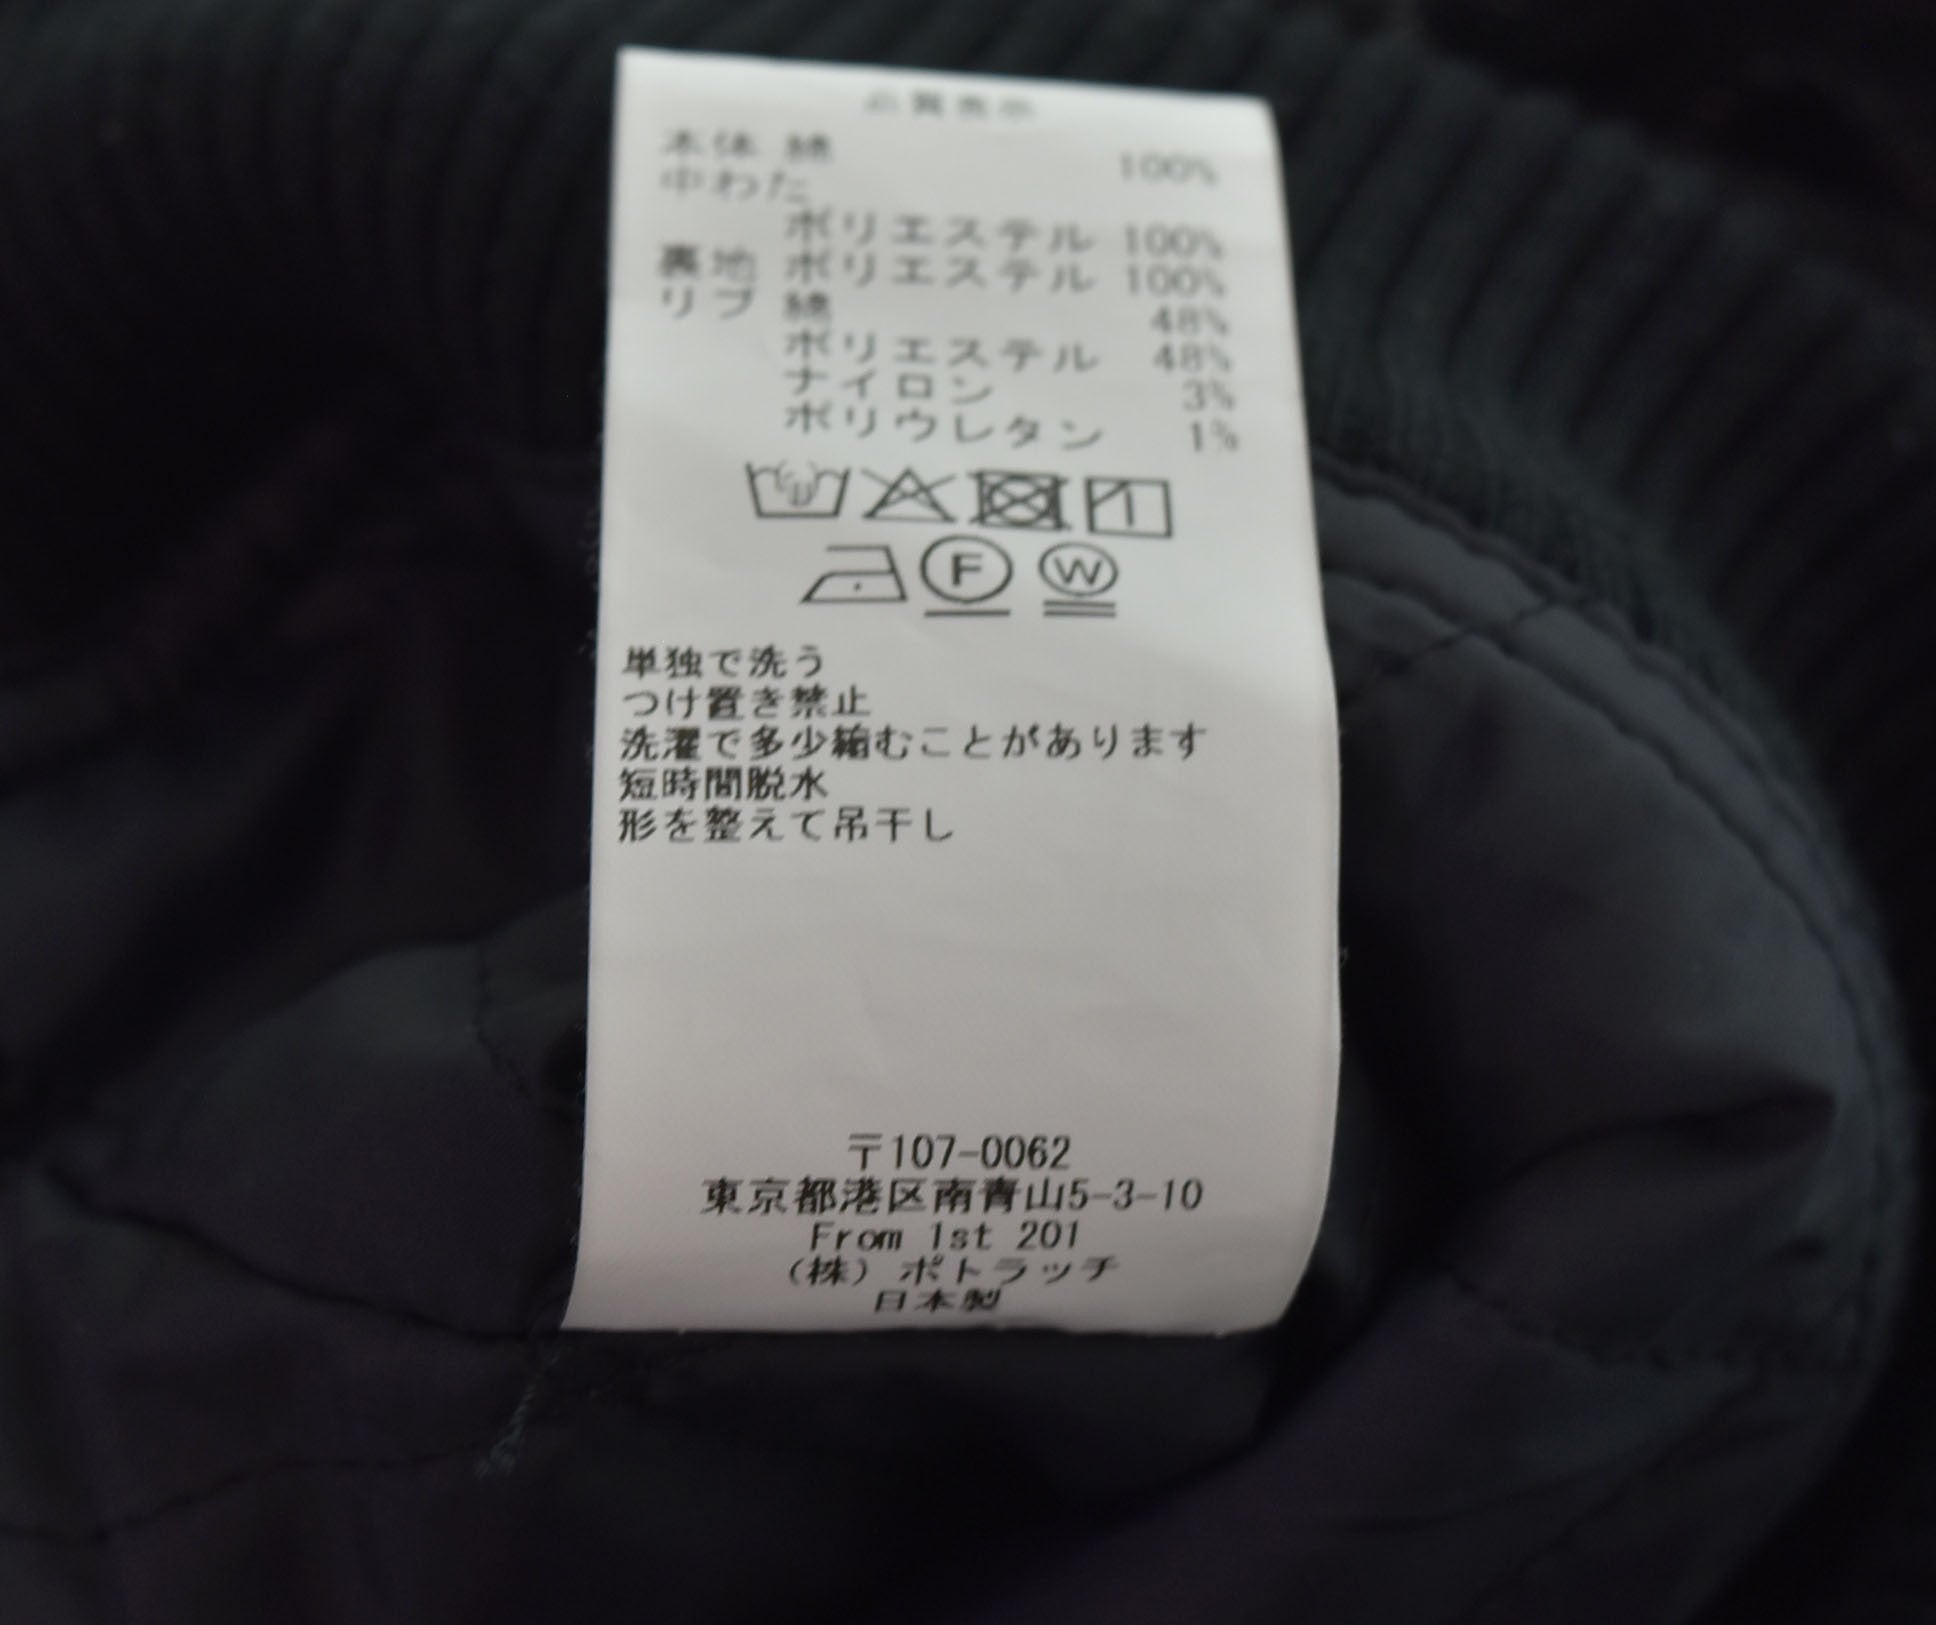 品質表示
本体 綿 100%
中わた
ポリエステル 100%
裏地 ポリエステル 100%
リブ 綿 48%
ポリエステル 48%
ナイロン 3%
ポリウレタン 1%
F W
単独で洗う
つけ置き禁止
洗濯で多少縮むことがあります
短時間脱水
形を整えて吊干し
〒107-0062
東京都港区南青山5-3-10
From 1st 201
(株) ポトラッチ
日本製